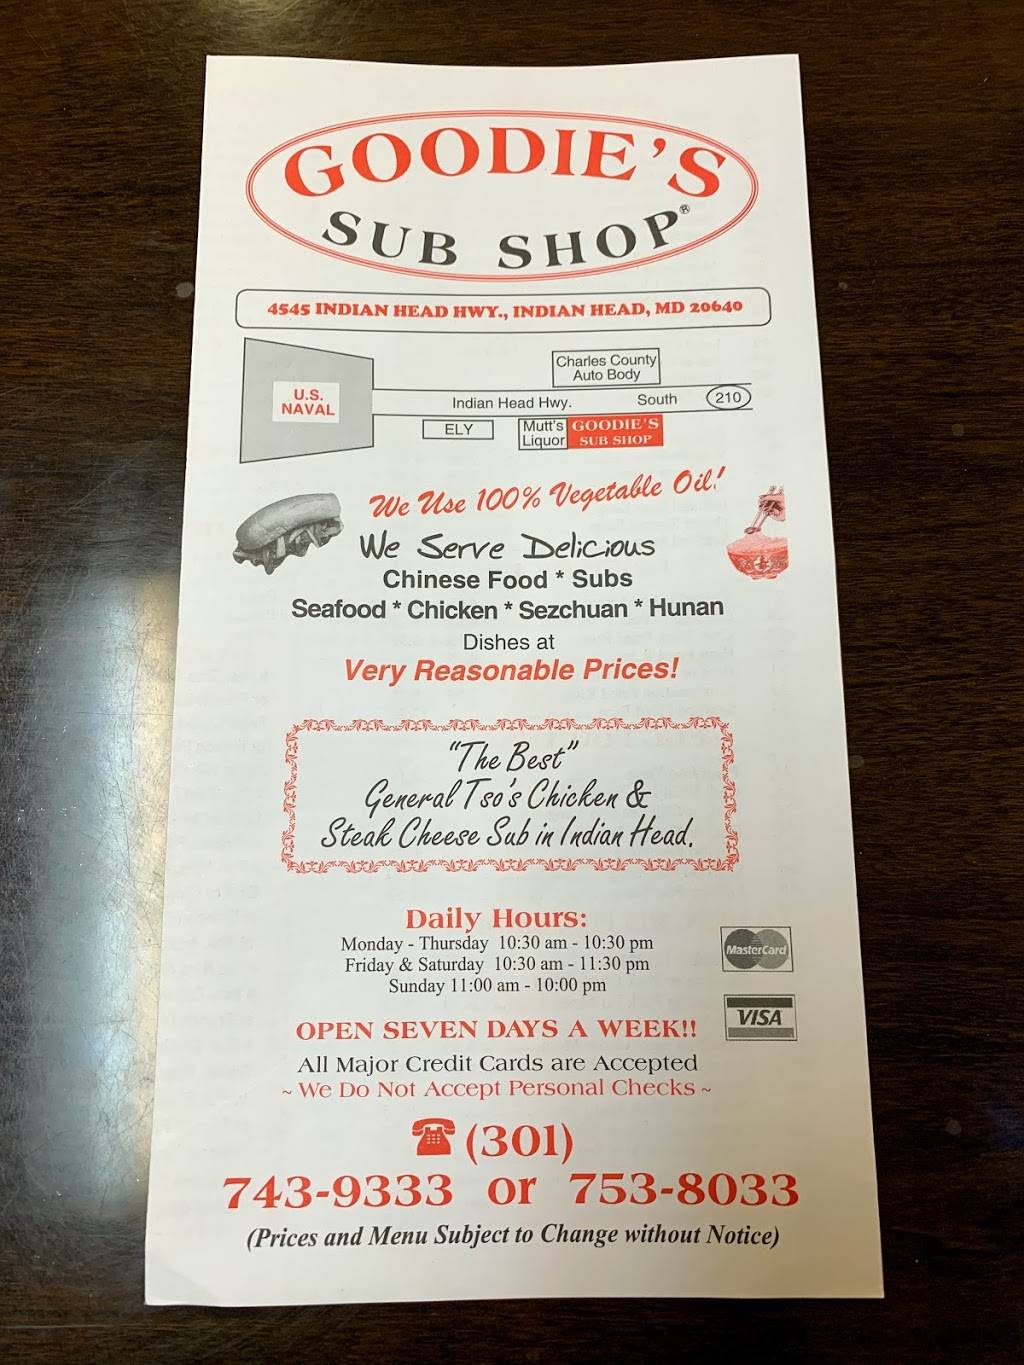 GOODIE'S
SUB SHOP®
4545 INDIAN HEAD HWY., INDIAN HEAD, MD 20640
Charles County
Auto Body
U.S.
NAVAL
Indian Head Hwy.
South
210
ELY
Mutt's
Liquor
GOODIE'S
SUB SHOP
We Use 100% Vegetable Oil!
We Serve Delicious
Chinese Food * Subs
Seafood * Chicken * Sezchuan * Hunan
Dishes at
Very Reasonable Prices!
"The Best"
General Tso's Chicken &
Steak Cheese Sub in Indian Head.
Daily Hours:
Monday - Thursday 10:30 am - 10:30 pm
Friday & Saturday 10:30 am - 11:30 pm
Sunday 11:00 am - 10:00 pm
MasterCard
VISA
OPEN SEVEN DAYS A WEEK!!
All Major Credit Cards are Accepted
~ We Do Not Accept Personal Checks ~
(301)
743-9333 or 753-8033
(Prices and Menu Subject to Change without Notice)